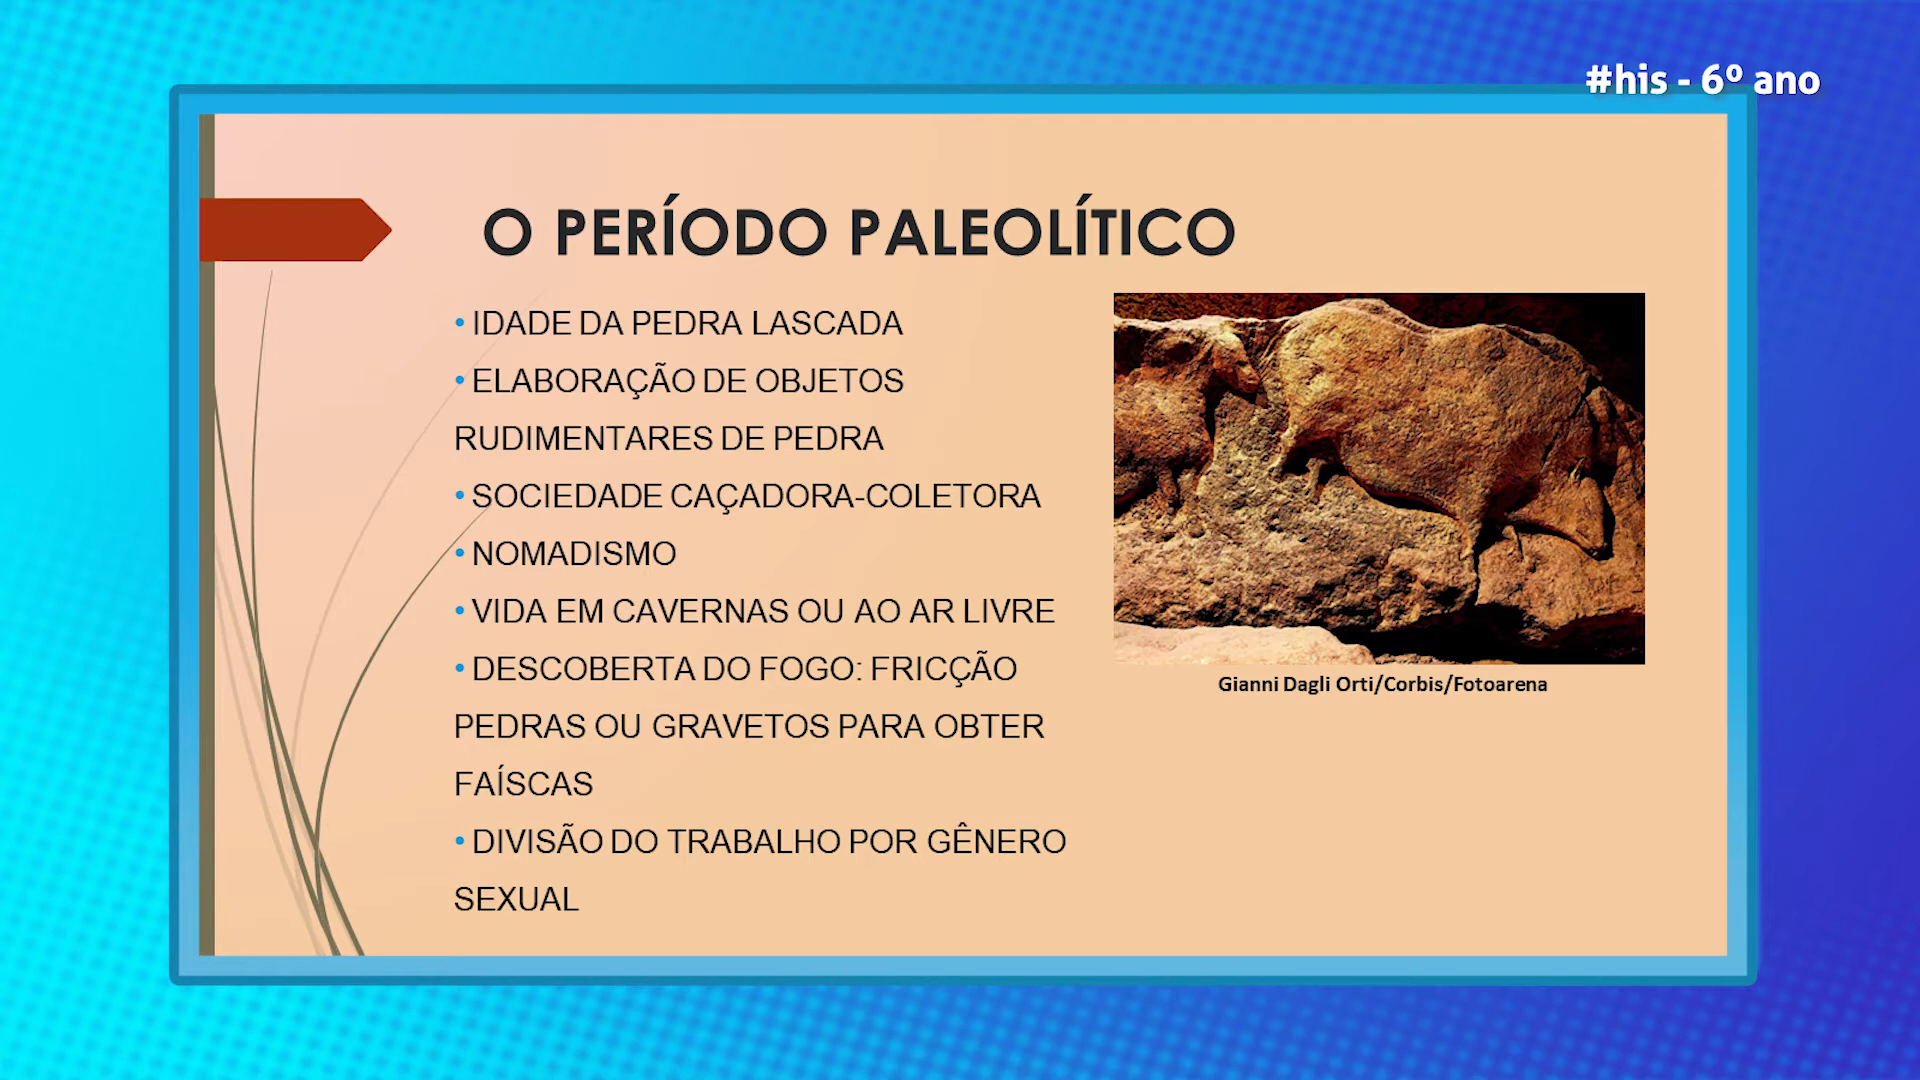 #his - 6º ano
O PERÍODO PALEOLÍTICO
• IDADE DA PEDRA LASCADA
• ELABORAÇÃO DE OBJETOS
RUDIMENTARES DE PEDRA
• SOCIEDADE CAÇADORA-COLETORA
• NOMADISMO
• VIDA EM CAVERNAS OU AO AR LIVRE
• DESCOBERTA DO FOGO: FRICÇÃO
PEDRAS OU GRAVETOS PARA OBTER
FAÍSCAS
• DIVISÃO DO TRABALHO POR GÊNERO
SEXUAL
Gianni Dagli Orti/Corbis/Fotoarena